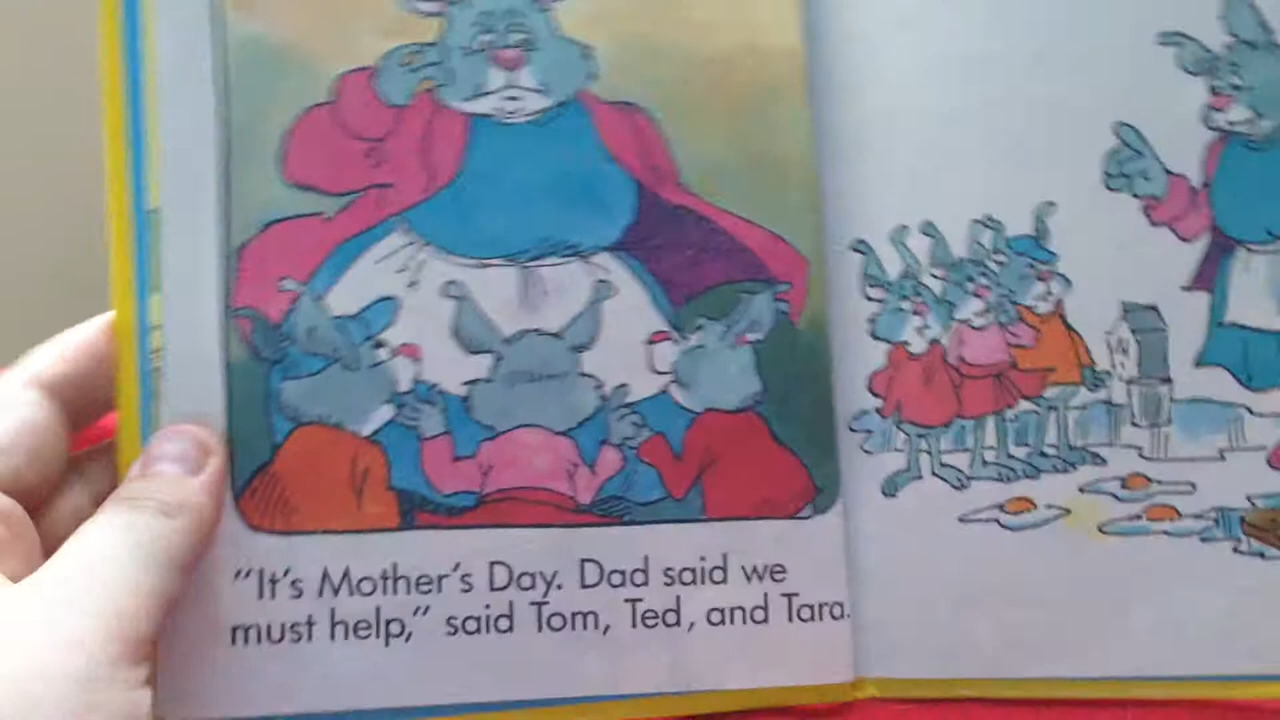 "It's Mother's Day. Dad said we
must help," said Tom, Ted, and Tara.